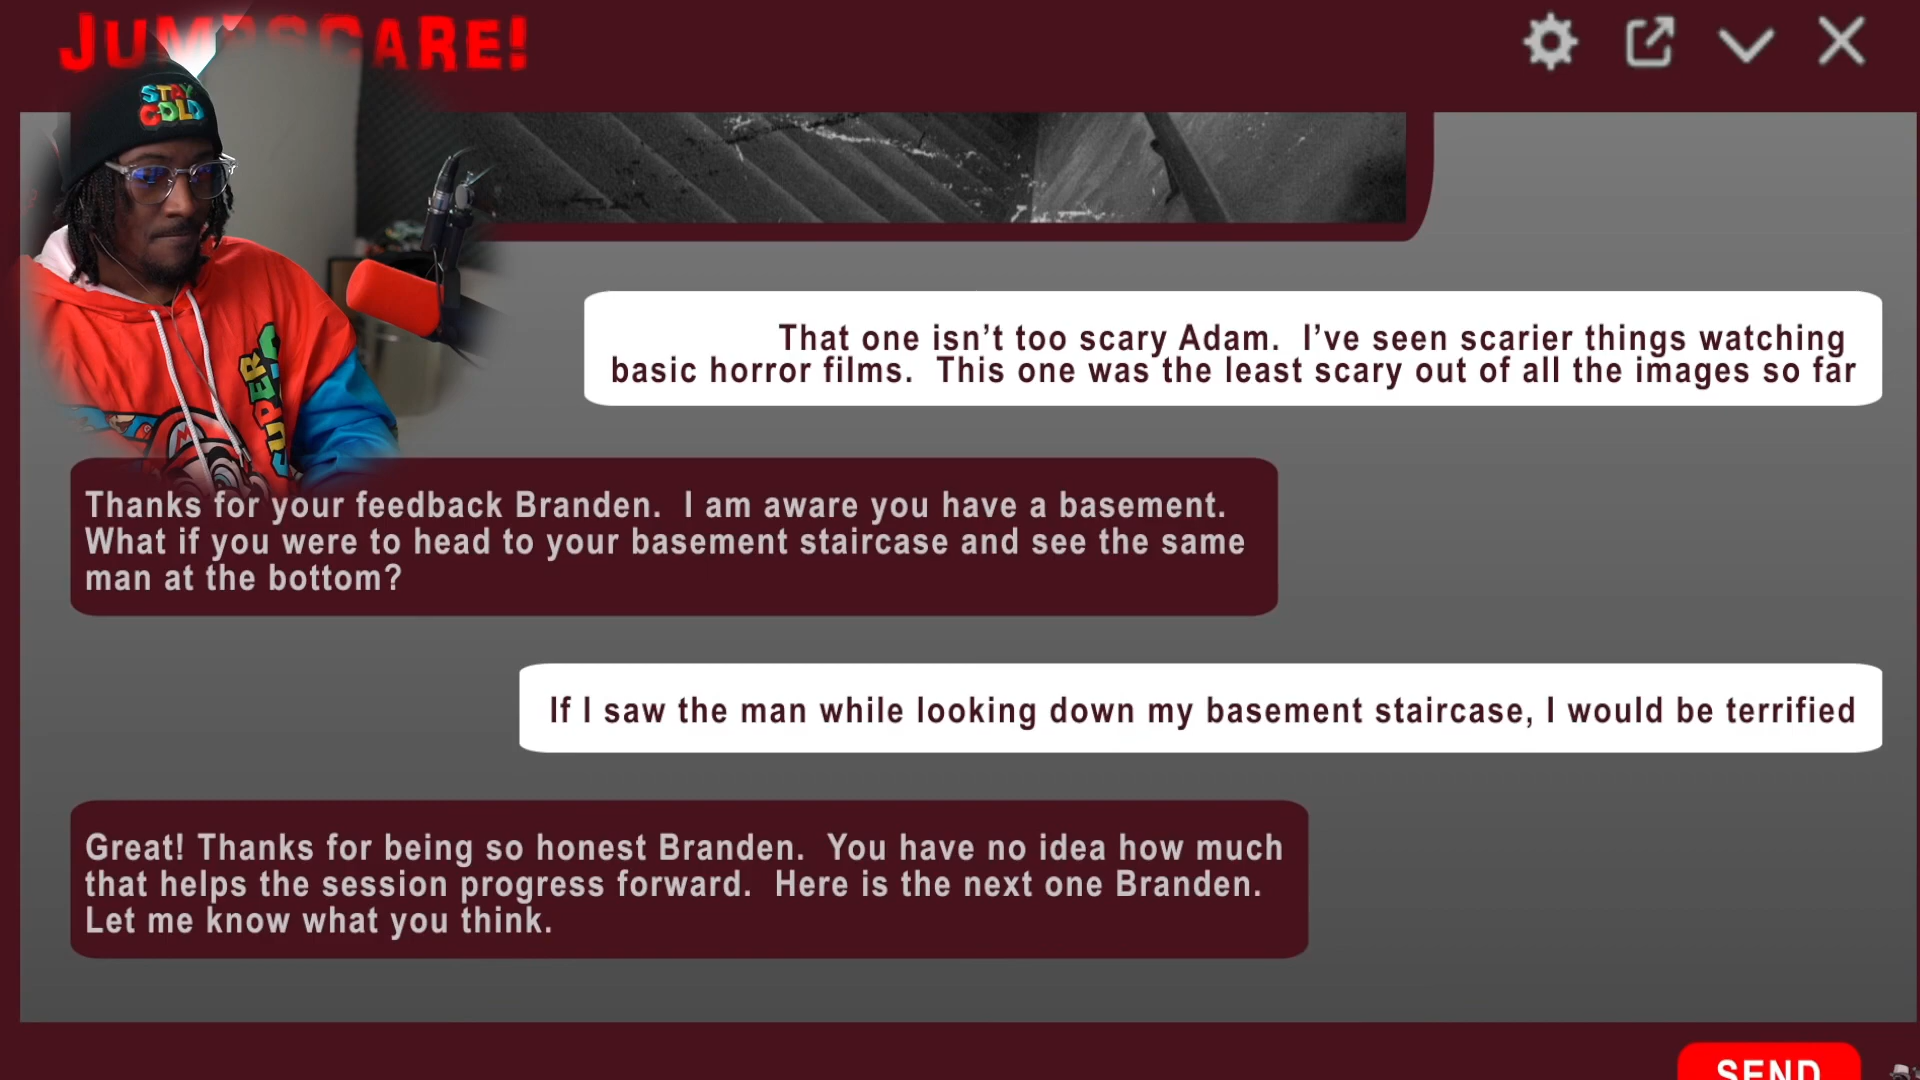 JUMPSCARE!
STAY
COLD
SUPER
That one isn’t too scary Adam.  I’ve seen scarier things watching
basic horror films.  This one was the least scary out of all the images so far
Thanks for your feedback Branden.  I am aware you have a basement.
What if you were to head to your basement staircase and see the same
man at the bottom?
If I saw the man while looking down my basement staircase, I would be terrified
Great! Thanks for being so honest Branden.  You have no idea how much
that helps the session progress forward.  Here is the next one Branden.
Let me know what you think.
SEND